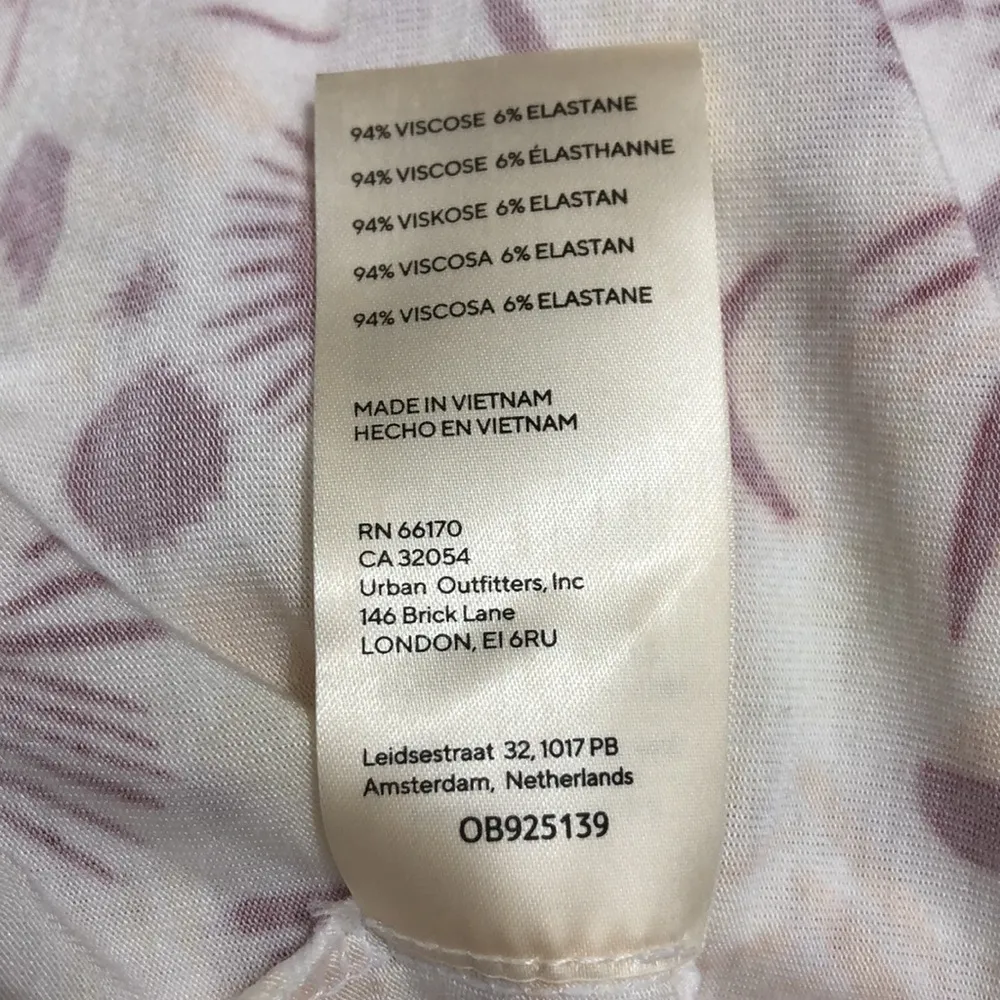 94% VISCOSE 6% ELASTANE
94% VISCOSE 6% ÉLASTHANNE
94% VISKOSE 6% ELASTAN
94% VISCOSA 6% ELASTAN
94% VISCOSA 6% ELASTANE
MADE IN VIETNAM
HECHO EN VIETNAM
RN 66170
CA 32054
Urban Outfitters, Inc
146 Brick Lane
LONDON, E1 6RU
Leidsestraat 32, 1017 PB
Amsterdam, Netherlands
OB925139